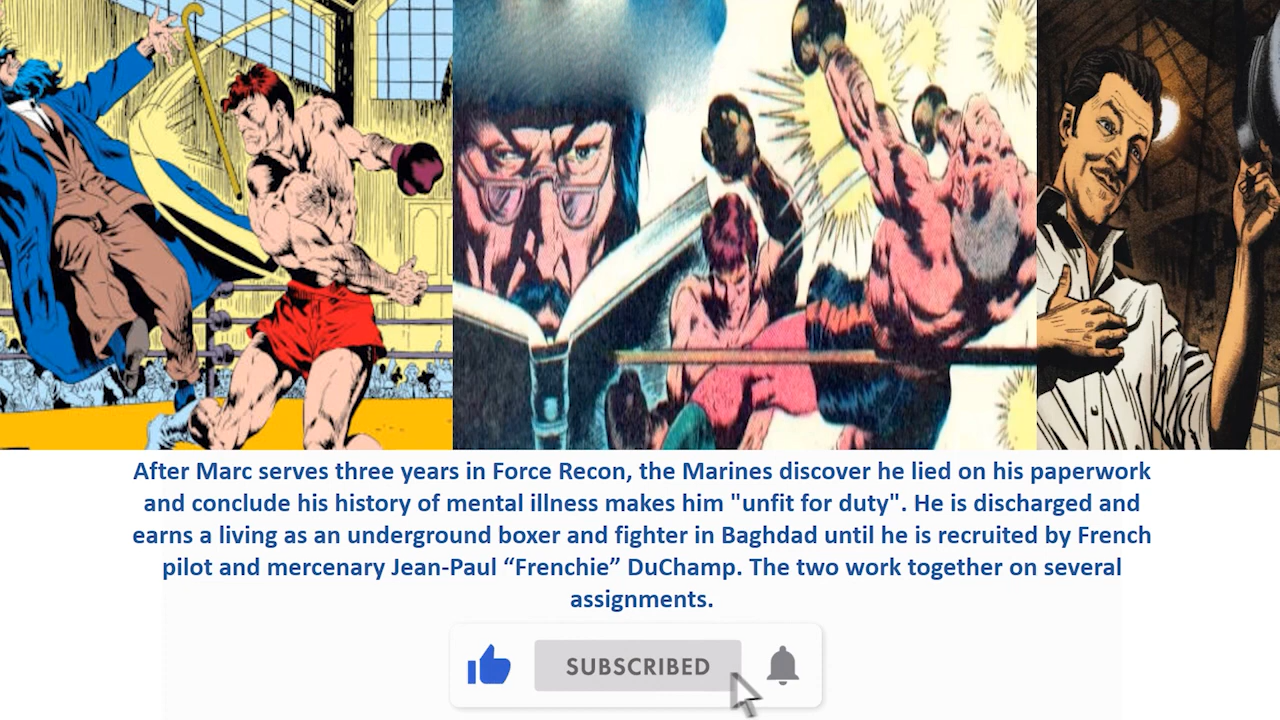 After Marc serves three years in Force Recon, the Marines discover he lied on his paperwork
and conclude his history of mental illness makes him "unfit for duty". He is discharged and
earns a living as an underground boxer and fighter in Baghdad until he is recruited by French
pilot and mercenary Jean-Paul “Frenchie” DuChamp. The two work together on several
assignments.
SUBSCRIBED